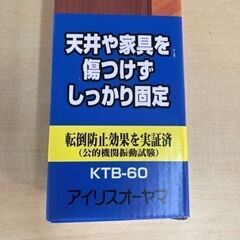 天井や家具を
傷つけず
しっかり固定
転倒防止効果を実証済
(公的機関振動試験)
KTB-60
アイリスオーヤマ